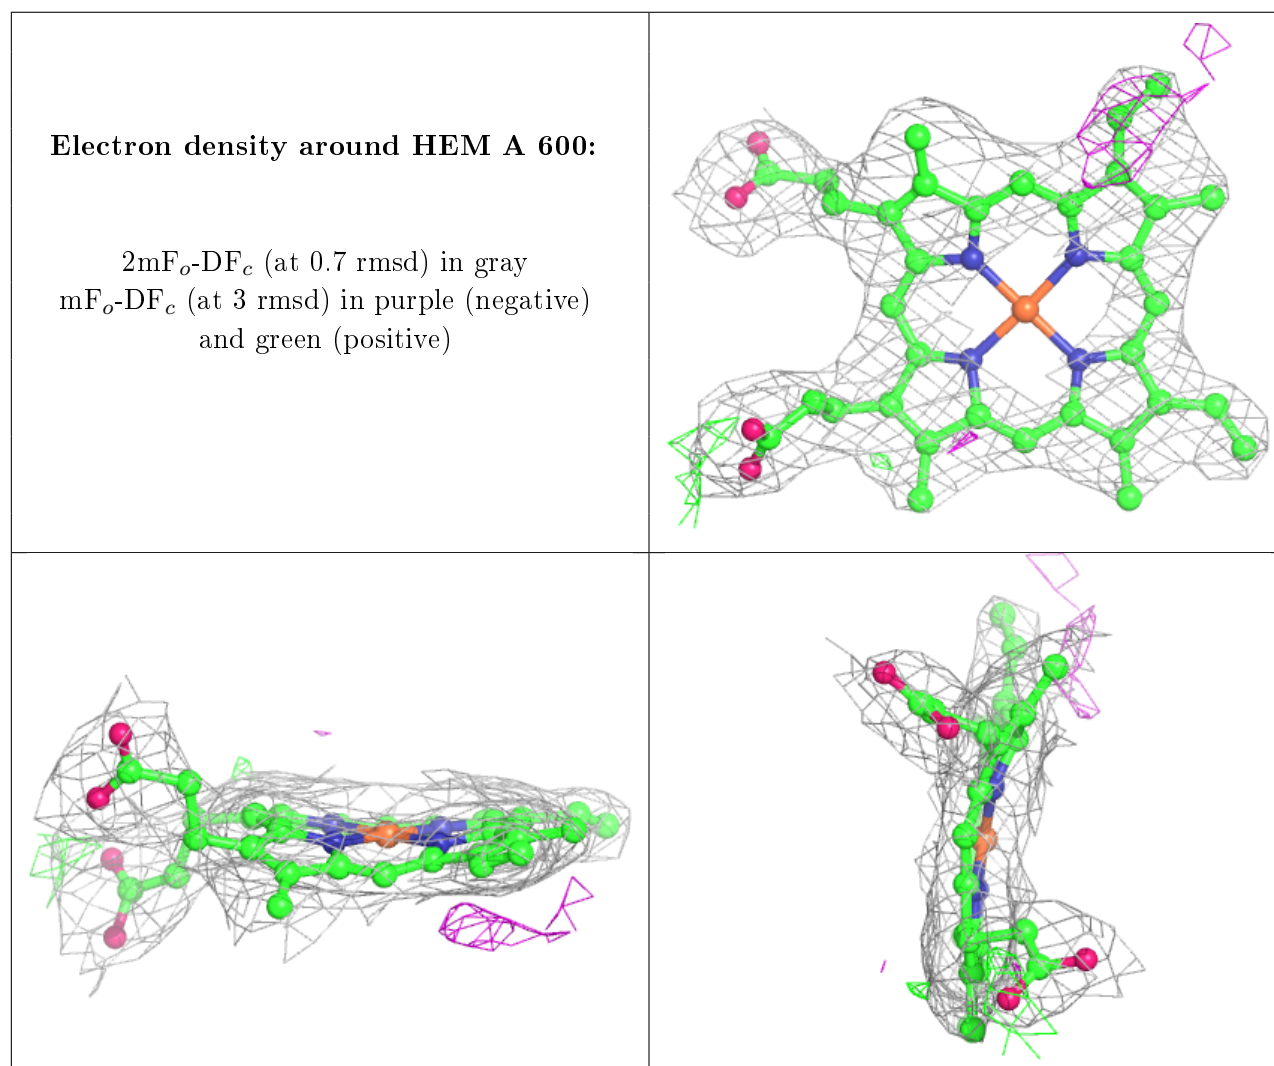 Electron density around HEM A 600:
2mFo-DFc (at 0.7 rmsd) in gray
mFo-DFc (at 3 rmsd) in purple (negative)
and green (positive)